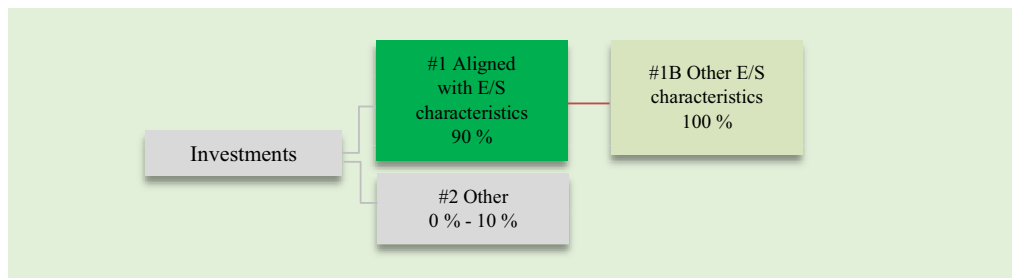 Investments
#1 Aligned
with E/S
characteristics
90 %
#1B Other E/S
characteristics
100 %
#2 Other
0 % - 10 %